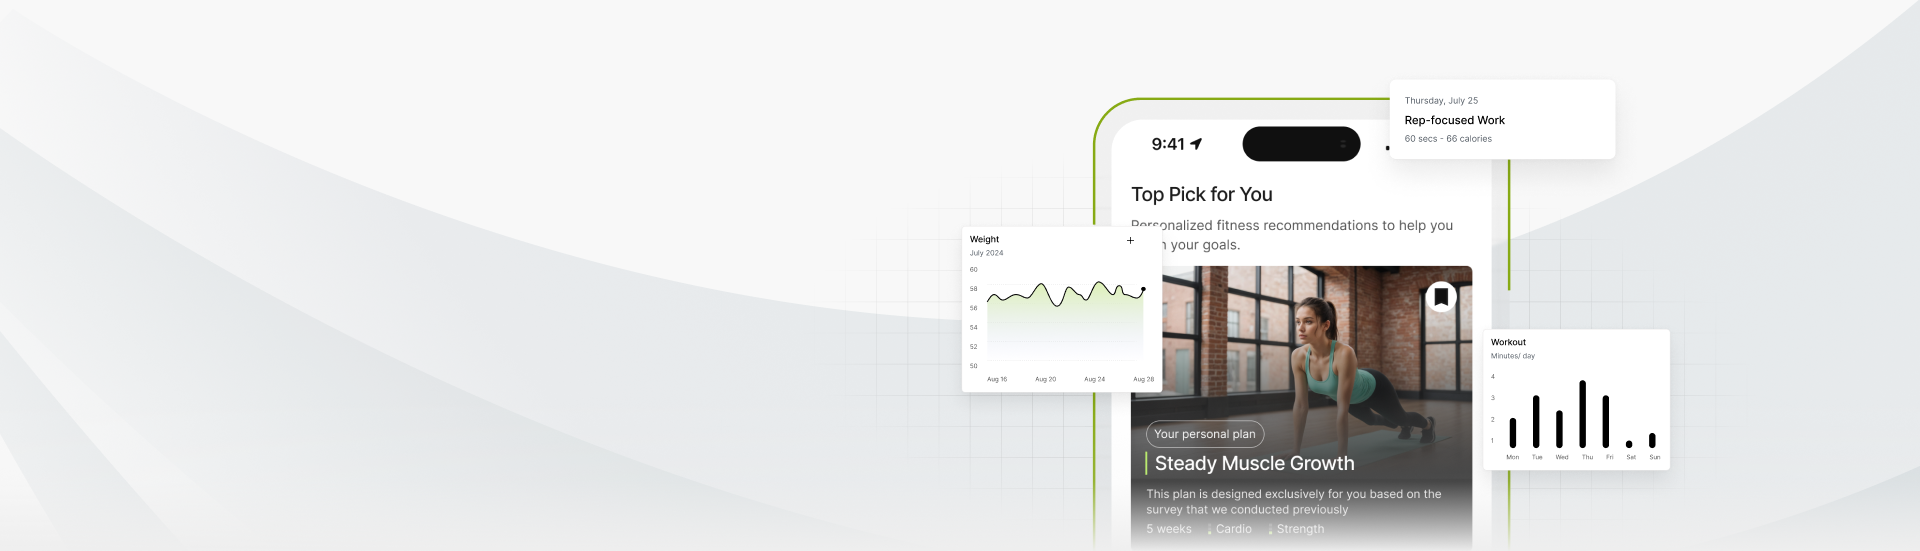 Thursday, July 25
Rep-focused Work
60 secs - 66 calories
9:41
Top Pick for You
Personalized fitness recommendations to help you
your goals.
Weight
July 2024
60
58
56
54
52
50
Aug 16 Aug 20 Aug 24 Aug 28
Workout
Minutes/ day
4
3
2
1
Mon Tue Wed Thu Fri Sat Sun
Your personal plan
Steady Muscle Growth
This plan is designed exclusively for you based on the
survey that we conducted previously
5 weeks Cardio Strength